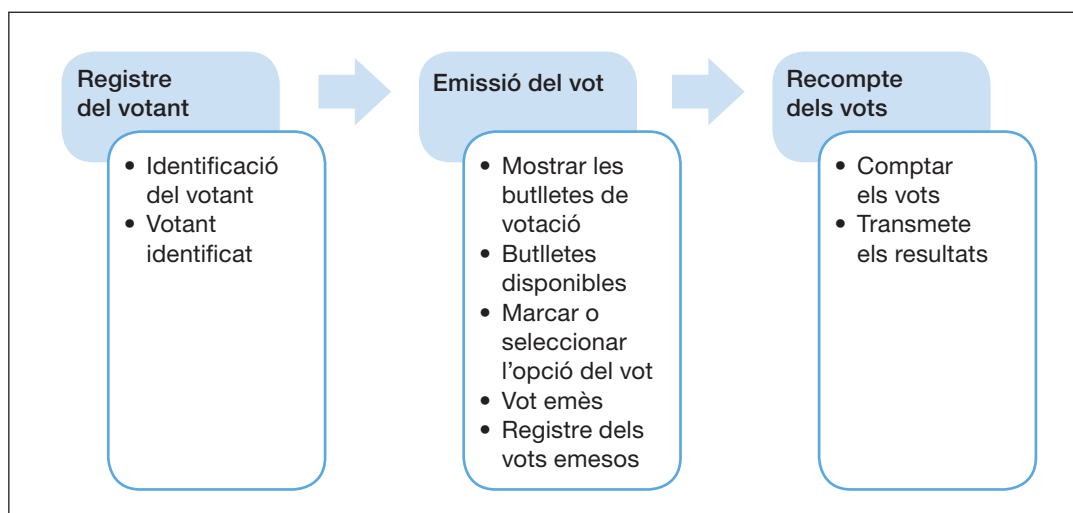 Registre
del votant
• Identificació
del votant
• Votant
identificat
Emissió del vot
• Mostrar les
butlletes de
votació
• Butlletes
disponibles
• Marcar o
seleccionar
l’opció del vot
• Vot emès
• Registre dels
vots emesos
Recompte
dels vots
• Comptar
els vots
• Transmete
els resultats